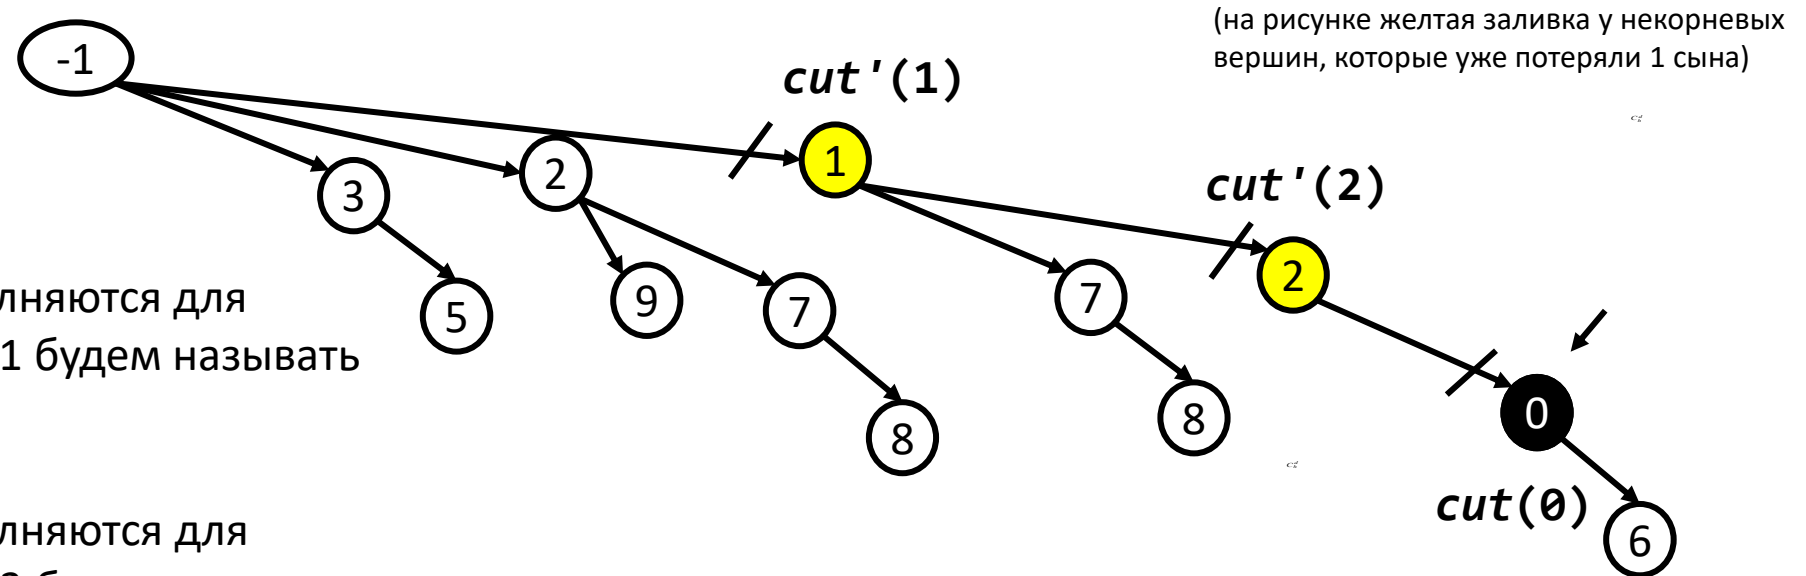 (на рисунке желтая заливка у некорневых
вершин, которые уже потеряли 1 сына)
-1
cut'(1)
1
2
3
cut'(2)
2
7
9
7
5
лняются для
1 будем называть
0
8
8
cut(0)
6
лняются для